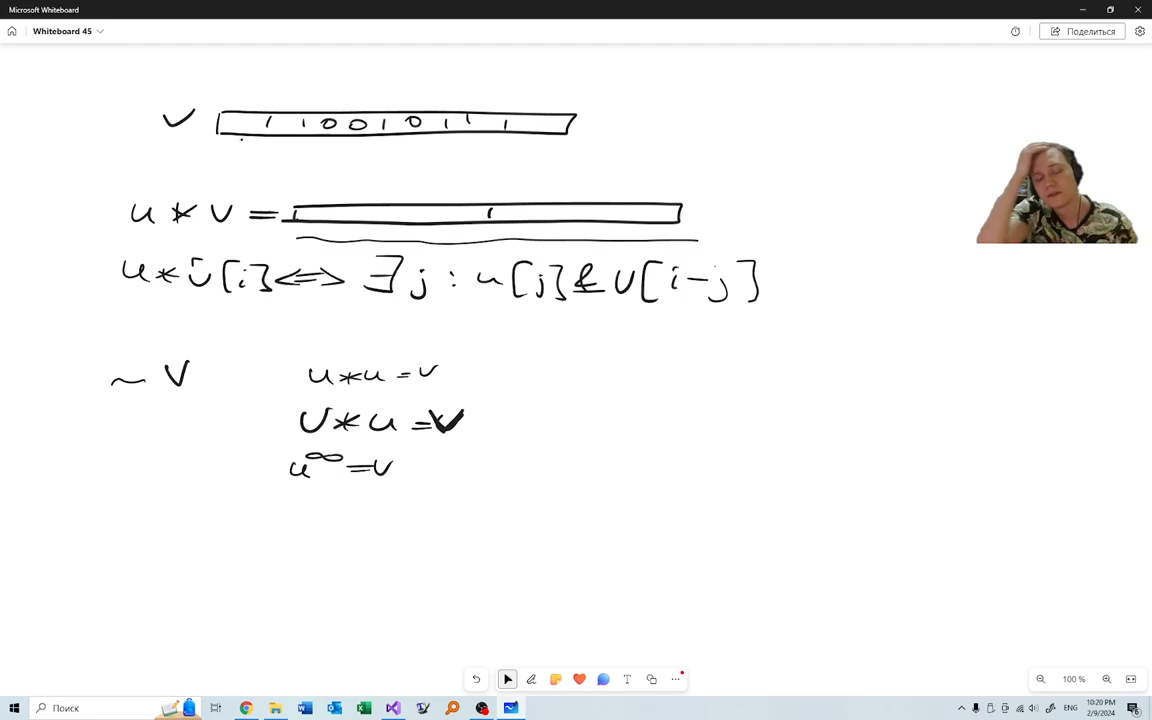 Microsoft Whiteboard
Whiteboard 45
Поделиться
v 1 1 0 0 1 0 1 1 1
u * v =
u * v [i] <=> ∃ j : u[j] & v[i-j]
~ v
u * u = v
v * u = v
u^∞ = v
100 %
Поиск
ENG
10:20 PM
2/9/2024
6